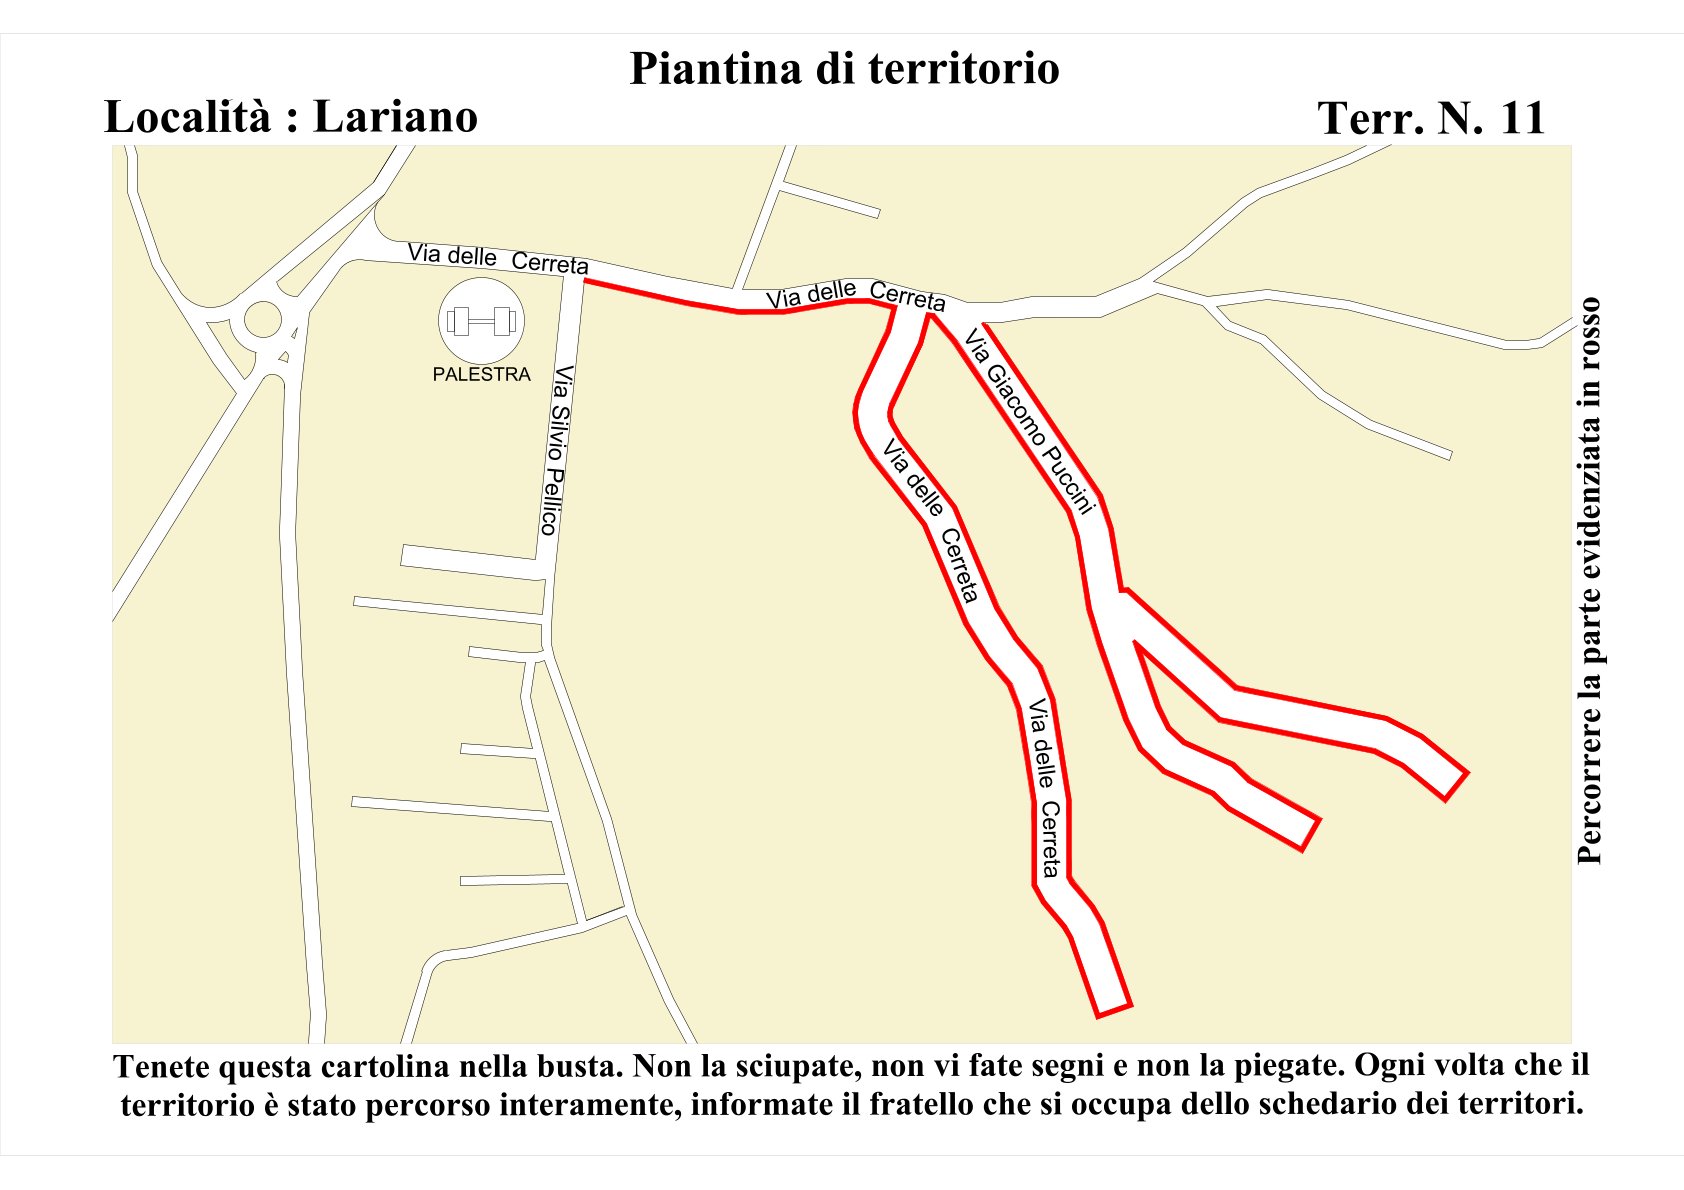 Piantina di territorio
Località : Lariano
Terr. N. 11
Via delle Cerreta
Via delle Cerreta
PALESTRA
Via Silvio Pellico
Via Giacomo Puccini
Via delle Cerreta
Via delle Cerreta
Percorrere la parte evidenziata in rosso
Tenete questa cartolina nella busta. Non la sciupate, non vi fate segni e non la piegate. Ogni volta che il
territorio è stato percorso interamente, informate il fratello che si occupa dello schedario dei territori.